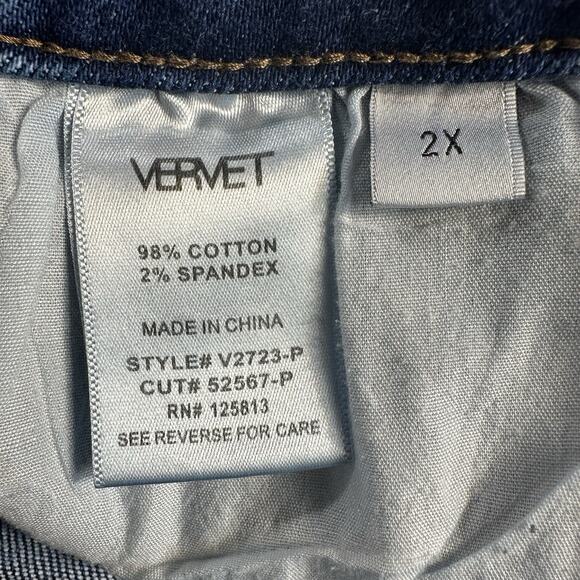 VERVET
98% COTTON
2% SPANDEX
MADE IN CHINA
STYLE# V2723-P
CUT# 52567-P
RN# 125813
SEE REVERSE FOR CARE
2X